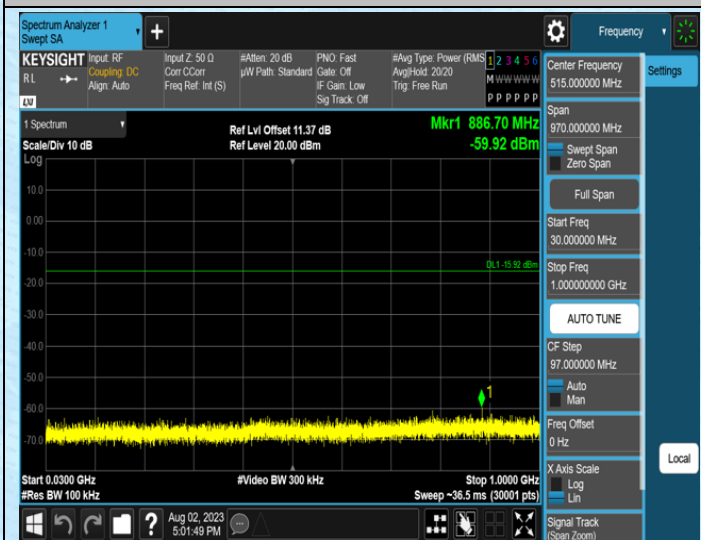 Spectrum Analyzer 1
Swept SA
Frequency
KEYSIGHT
RL
LXI
Input: RF
Coupling: DC
Align: Auto
Input Z: 50 Ω
Corr CCorr
Freq Ref: Int (S)
#Atten: 20 dB
µW Path: Standard
PNO: Fast
Gate: Off
IF Gain: Low
Sig Track: Off
#Avg Type: Power (RMS
Avg|Hold: 20/20
Trig: Free Run
1 2 3 4 5 6
M W W W W W
P P P P P P
Center Frequency
515.000000 MHz
Settings
Span
970.000000 MHz
Swept Span
Zero Span
Full Span
Start Freq
30.000000 MHz
Stop Freq
1.000000000 GHz
AUTO TUNE
CF Step
97.000000 MHz
Auto
Man
Freq Offset
0 Hz
X Axis Scale
Log
Lin
Signal Track
(Span Zoom)
Local
1 Spectrum
Scale/Div 10 dB
Log
Ref Lvl Offset 11.37 dB
Ref Level 20.00 dBm
Mkr1 886.70 MHz
-59.92 dBm
10.0
0.00
-10.0
DL1 -15.92 dBm
-20.0
-30.0
-40.0
-50.0
1
-60.0
-70.0
Start 0.0300 GHz
#Res BW 100 kHz
#Video BW 300 kHz
Stop 1.0000 GHz
Sweep ~36.5 ms (30001 pts)
?
Aug 02, 2023
5:01:49 PM